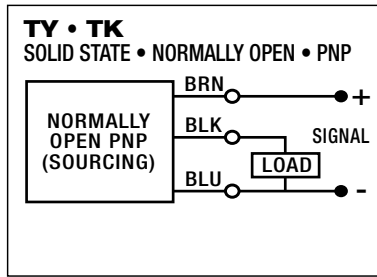 TY • TK
SOLID STATE • NORMALLY OPEN • PNP
BRN
+
NORMALLY
OPEN PNP
(SOURCING)
BLK
SIGNAL
LOAD
BLU
-